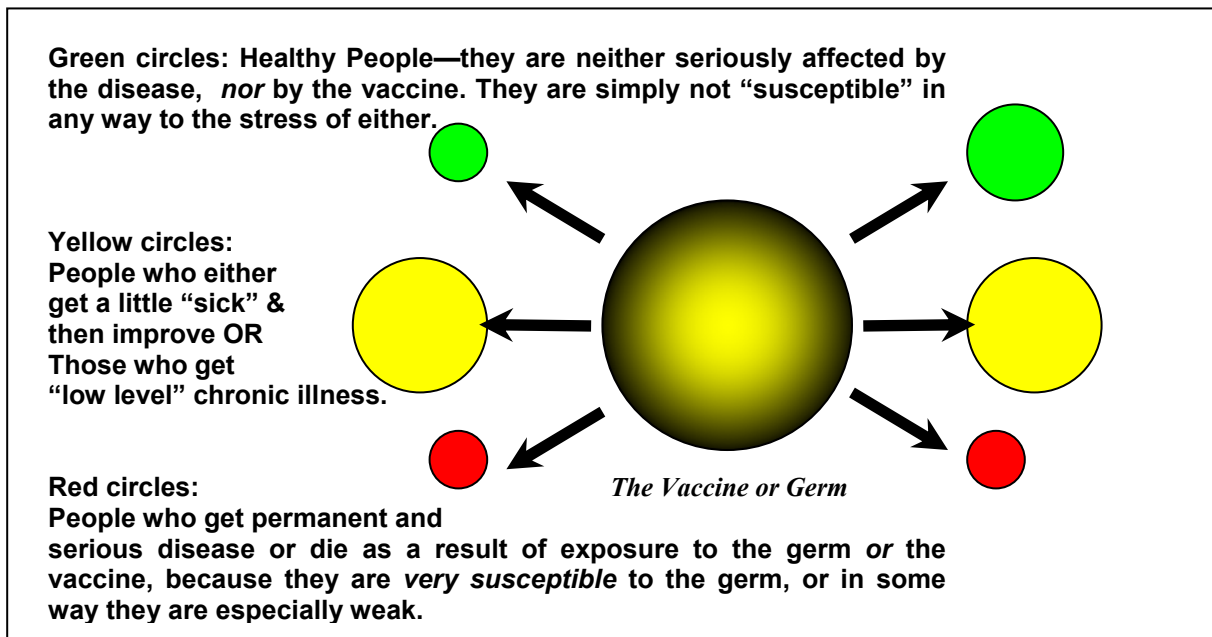 Green circles: Healthy People—they are neither seriously affected by
the disease, nor by the vaccine. They are simply not “susceptible” in
any way to the stress of either.
Yellow circles:
People who either
get a little “sick” &
then improve OR
Those who get
“low level” chronic illness.
The Vaccine or Germ
Red circles:
People who get permanent and
serious disease or die as a result of exposure to the germ or the
vaccine, because they are very susceptible to the germ, or in some
way they are especially weak.